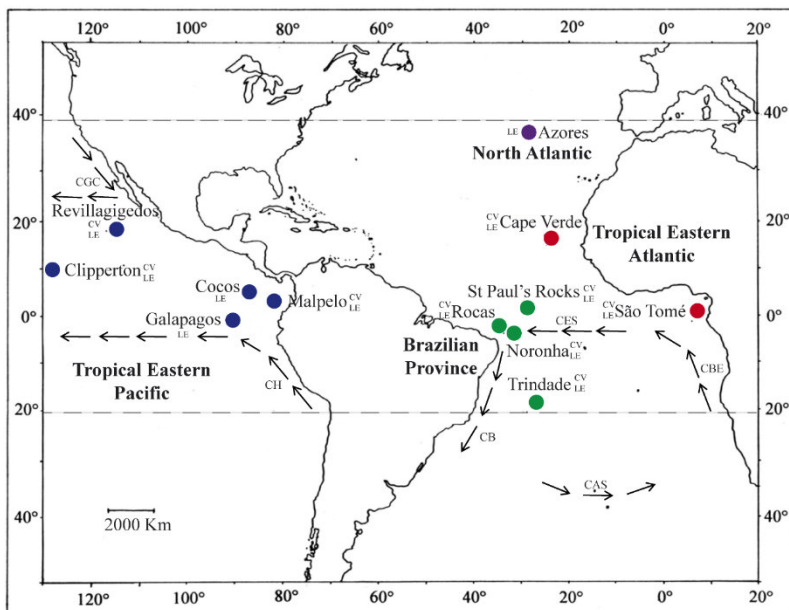 120° 100° 80° 60° 40° 20° 0° 20°
40° 40°
LE Azores
North Atlantic
CGC
Revillagigedos
CV
LE
20° 20°
CV
LE Cape Verde
Tropical Eastern
Atlantic
Clipperton CV
LE
Cocos
LE
Malpelo CV
LE
St Paul's Rocks CV
LE
CV
LE Rocas
CV
LE São Tomé
0° 0°
Galapagos
LE
CES
Brazilian
Province
Noronha CV
LE
Tropical Eastern
Pacific
CH
CBE
Trindade CV
LE
20° 20°
CB
CAS
2000 Km
40° 40°
120° 100° 80° 60° 40° 20° 0° 20°